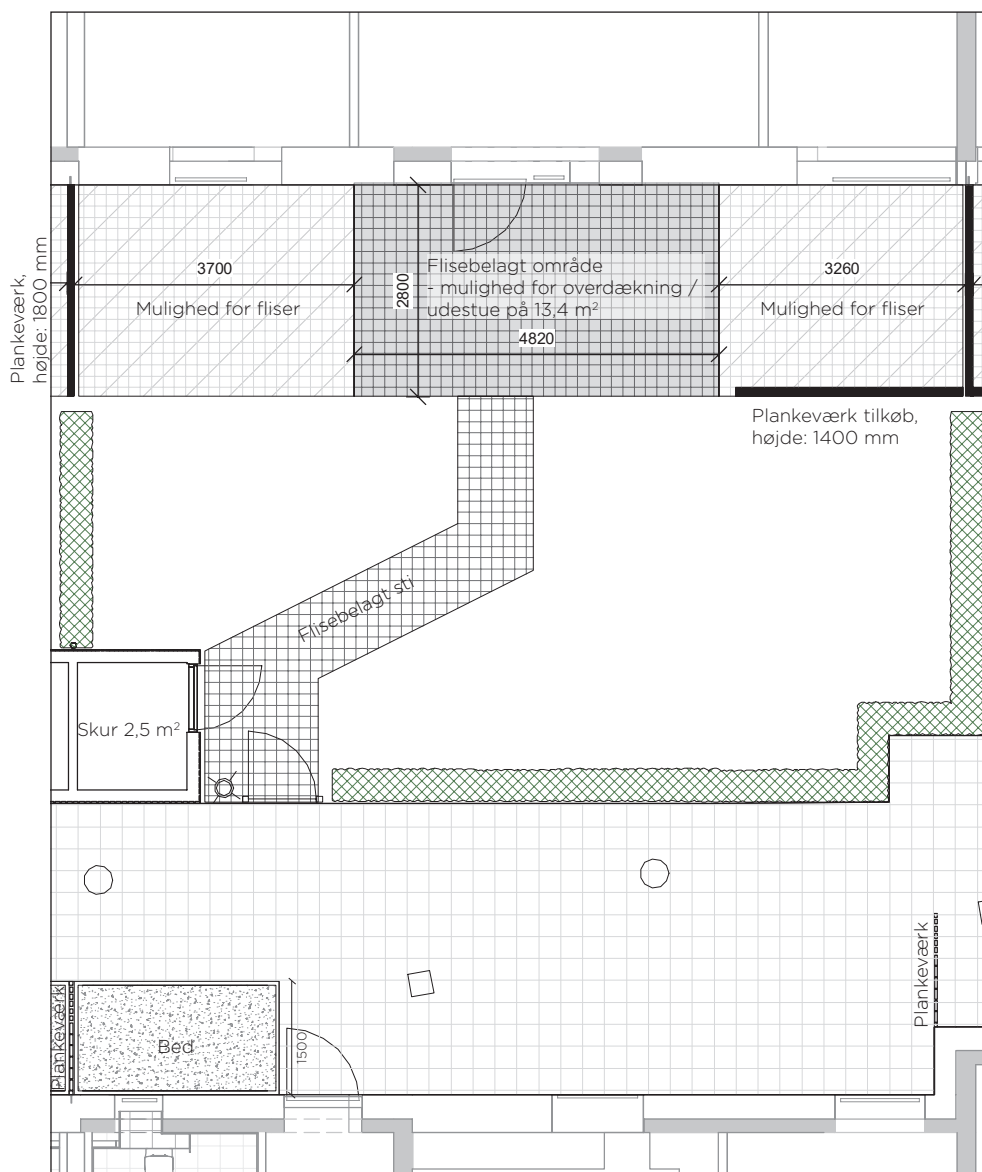 Plankeværk,
højde: 1800 mm
3700
Mulighed for fliser
2800
Flisebelagt område
- mulighed for overdækning /
udestue på 13,4 m²
4820
3260
Mulighed for fliser
Plankeværk tilkøb,
højde: 1400 mm
Flisebelagt sti
Skur 2,5 m²
Plankeværk
Plankeværk
Bed
1500